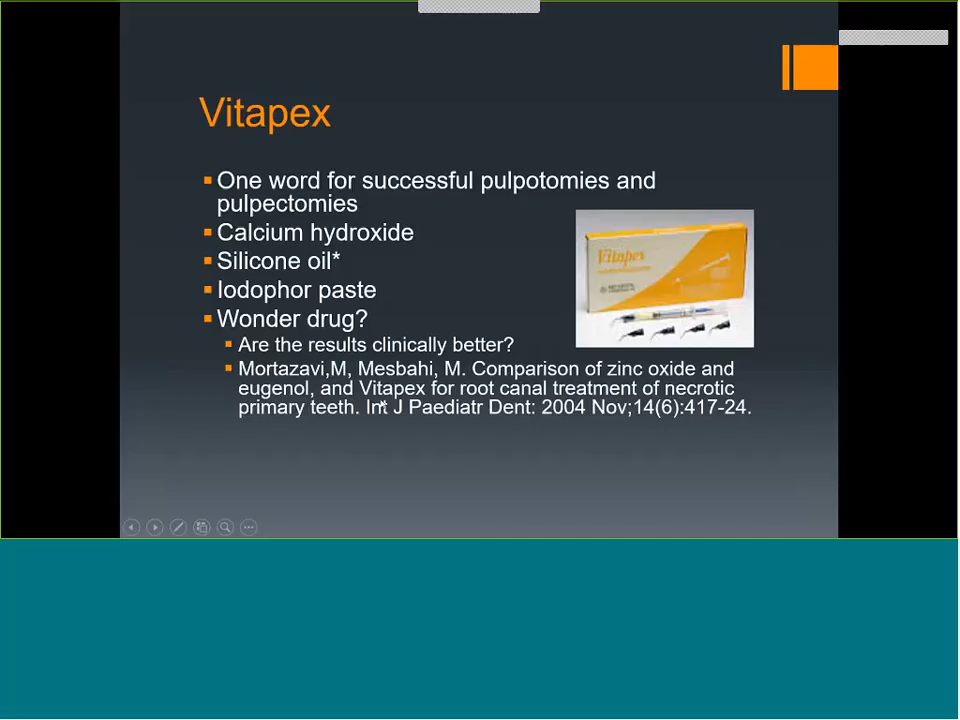 Vitapex
One word for successful pulpotomies and
pulpectomies
Calcium hydroxide
Silicone oil*
Iodophor paste
Wonder drug?
Are the results clinically better?
Mortazavi,M, Mesbahi, M. Comparison of zinc oxide and
eugenol, and Vitapex for root canal treatment of necrotic
primary teeth. Int J Paediatr Dent: 2004 Nov;14(6):417-24.
Vitapex